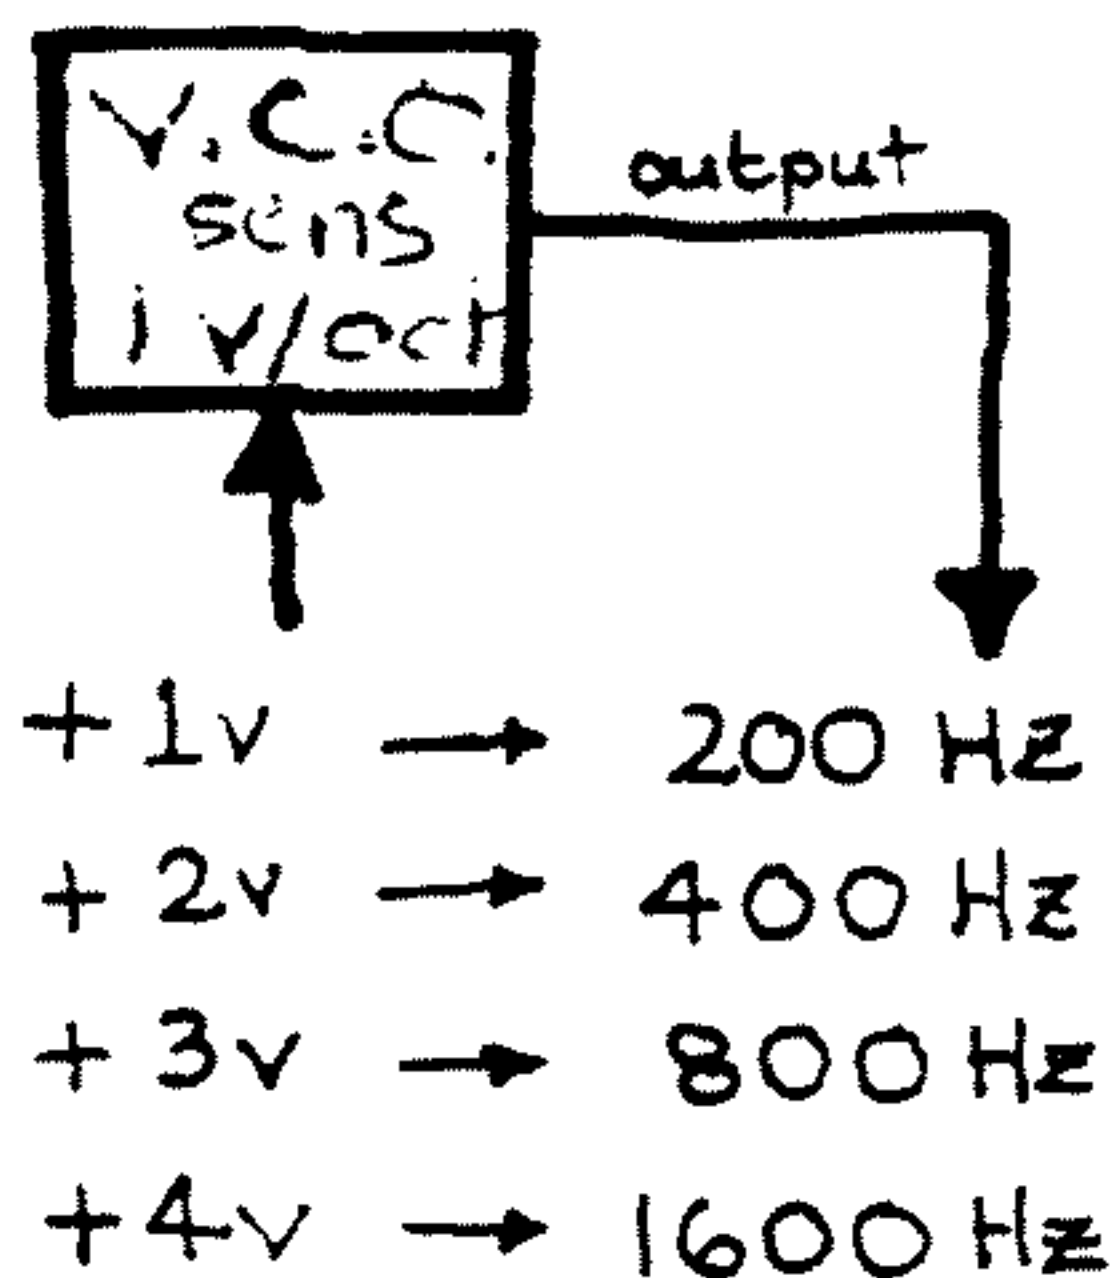 V.C.O.
sens
1 v/oct
output
+ 1v → 200 Hz
+ 2v → 400 Hz
+ 3v → 800 Hz
+ 4v → 1600 Hz